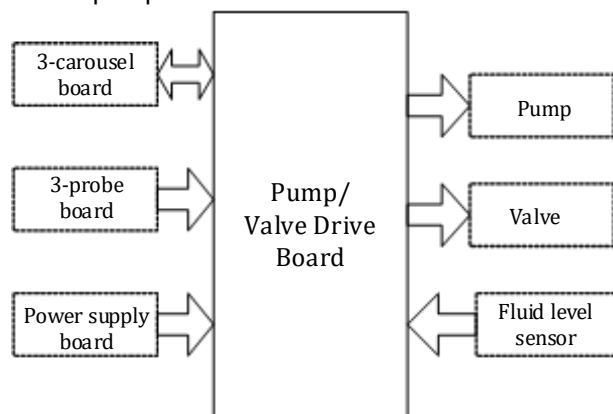 3-carousel
board
3-probe
board
Power supply
board
Pump/
Valve Drive
Board
Pump
Valve
Fluid level
sensor